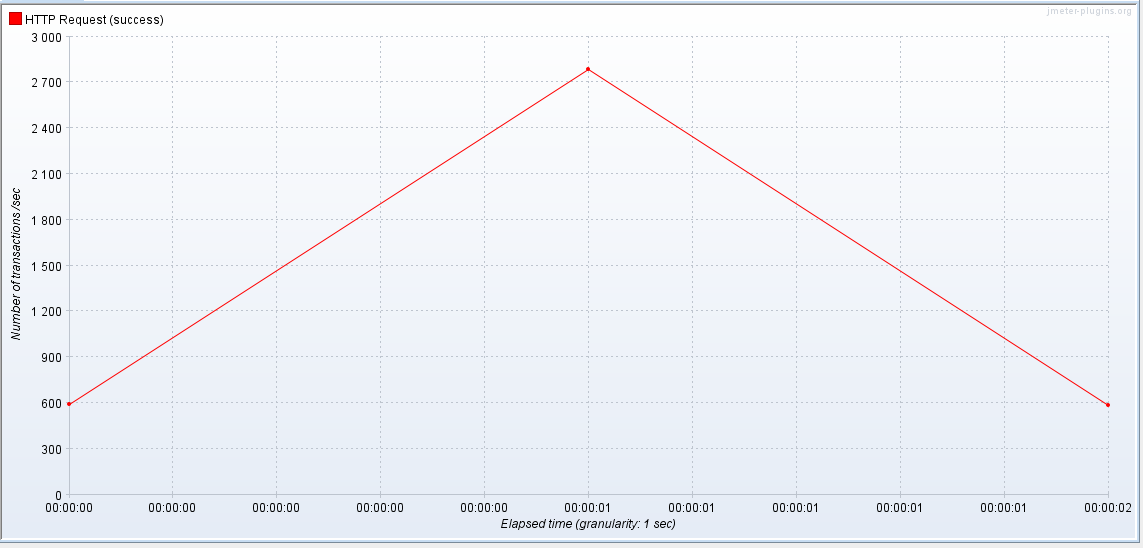 HTTP Request (success)
jmeter-plugins.org
3 000
2 700
2 400
2 100
1 800
1 500
1 200
900
600
300
0
Number of transactions /sec
00:00:00 00:00:00 00:00:00 00:00:00 00:00:00 00:00:01 00:00:01 00:00:01 00:00:01 00:00:01 00:00:02
Elapsed time (granularity: 1 sec)